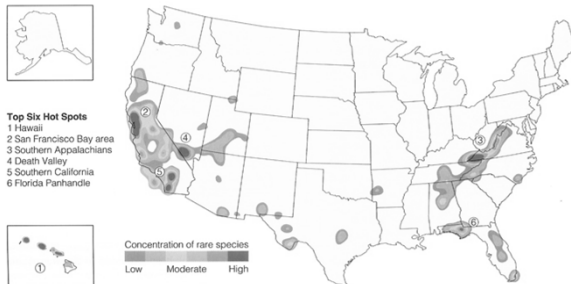 Top Six Hot Spots
1 Hawaii
2 San Francisco Bay area
3 Southern Appalachians
4 Death Valley
5 Southern California
6 Florida Panhandle
②
④
③
⑤
⑥
①
Concentration of rare species
Low Moderate High